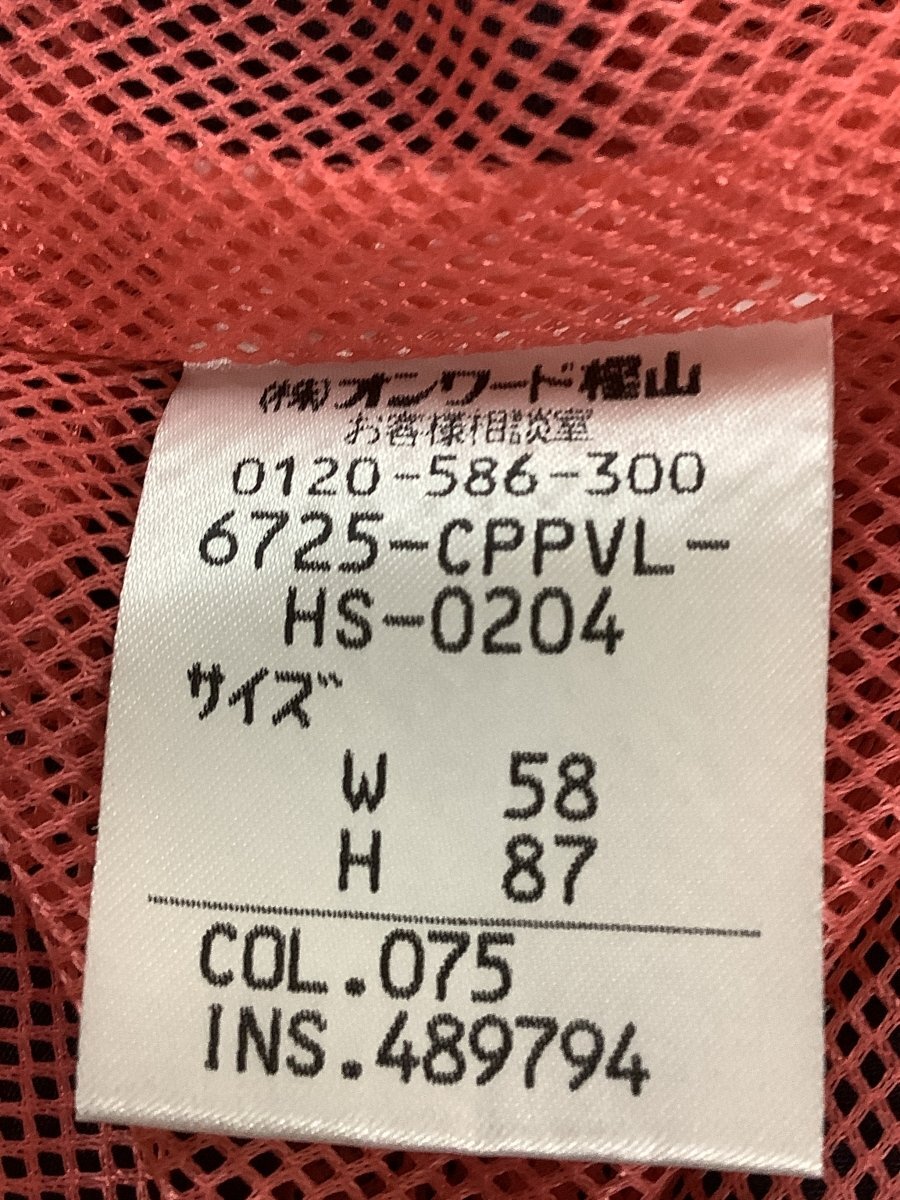 (株)オンワード樫山
お客様相談室
0120-586-300
6725-CPPVL-
HS-0204
サイズ
W 58
H 87
COL.075
INS.489794